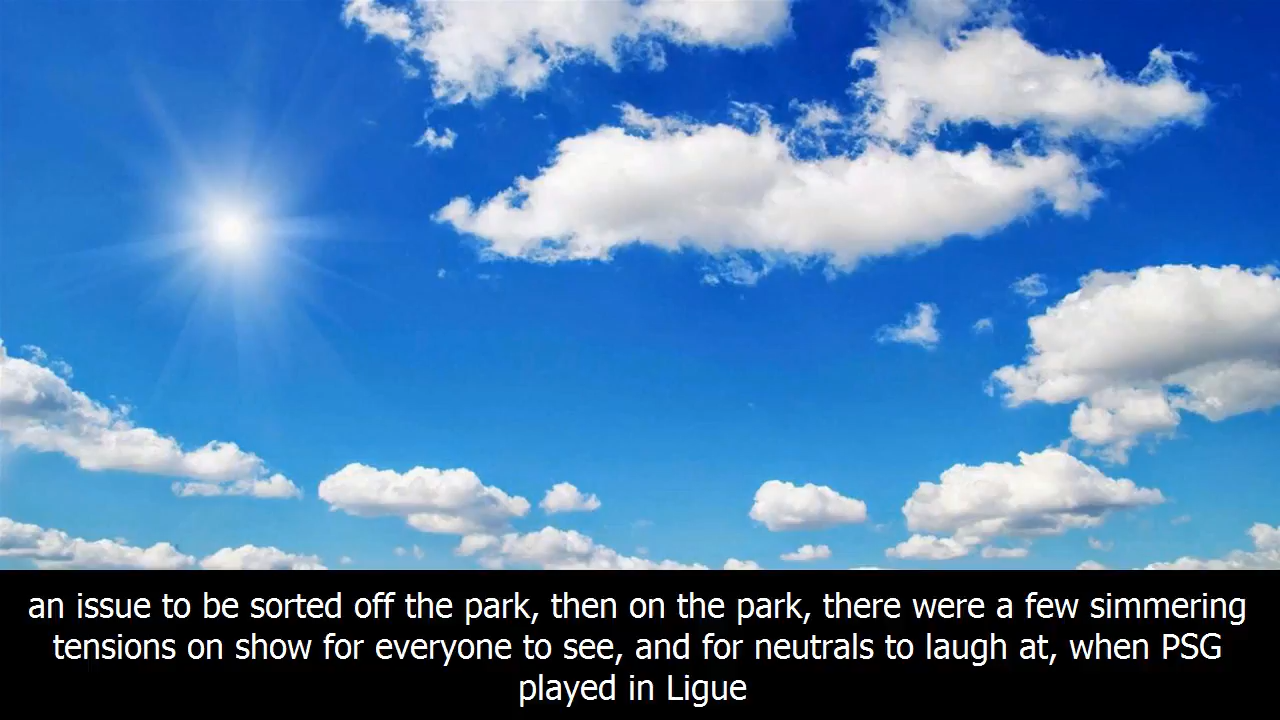 an issue to be sorted off the park, then on the park, there were a few simmering
tensions on show for everyone to see, and for neutrals to laugh at, when PSG
played in Ligue